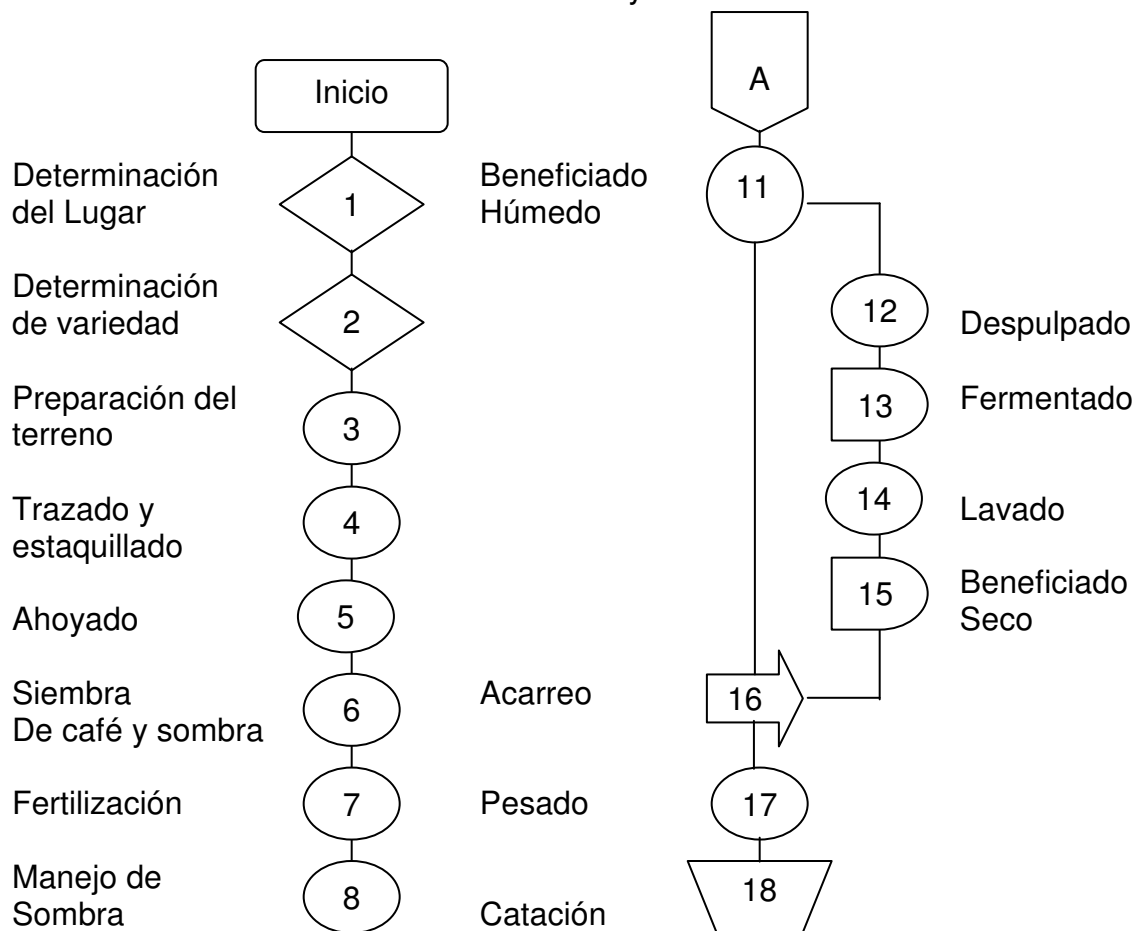 y
Inicio
Determinación
del Lugar
1
Determinación
de variedad
2
Preparación del
terreno
3
Trazado y
estaquillado
4
Ahoyado
5
Siembra
De café y sombra
6
Fertilización
7
Manejo de
Sombra
8
A
Beneficiado
Húmedo
11
12
Despulpado
13
Fermentado
14
Lavado
15
Beneficiado
Seco
Acarreo
16
Pesado
17
Catación
18